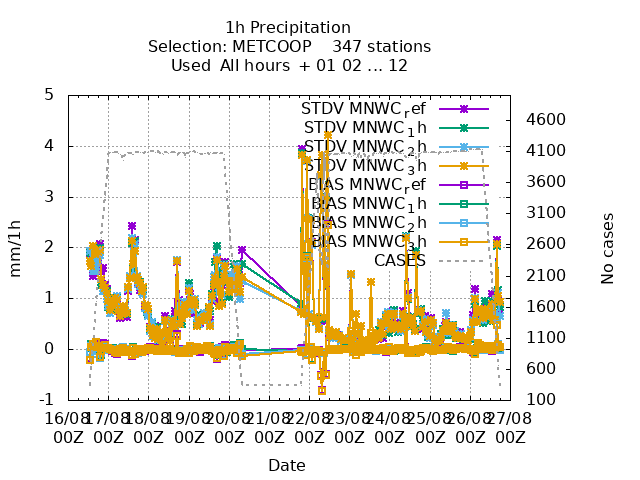 1h Precipitation
Selection: METCOOP 347 stations
Used All hours + 01 02 ... 12
STDV MNWC_ref
STDV MNWC_1h
STDV MNWC_2h
STDV MNWC_3h
BIAS MNWC_ref
BIAS MNWC_1h
BIAS MNWC_2h
BIAS MNWC_3h
CASES
5
4
3
2
1
0
-1
mm/1h
4600
4100
3600
3100
2600
2100
1600
1100
600
100
No cases
16/08 17/08 18/08 19/08 20/08 21/08 22/08 23/08 24/08 25/08 26/08 27/08
00Z 00Z 00Z 00Z 00Z 00Z 00Z 00Z 00Z 00Z 00Z 00Z
Date